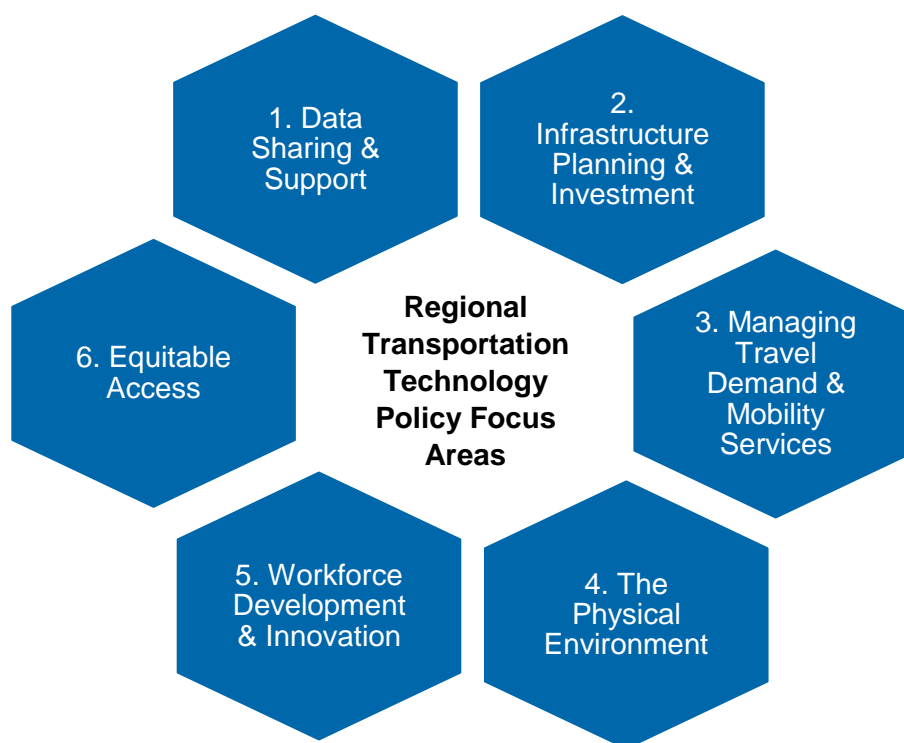 1. Data
Sharing &
Support
2.
Infrastructure
Planning &
Investment
Regional
Transportation
Technology
Policy Focus
Areas
3. Managing
Travel
Demand &
Mobility
Services
4. The
Physical
Environment
5. Workforce
Development
& Innovation
6. Equitable
Access